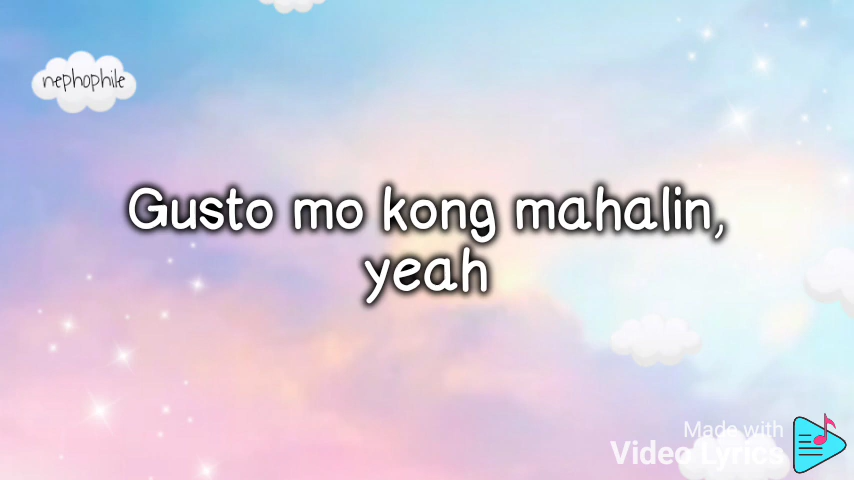 nephophile
Gusto mo kong mahalin,
yeah
Made with
Video Lyrics